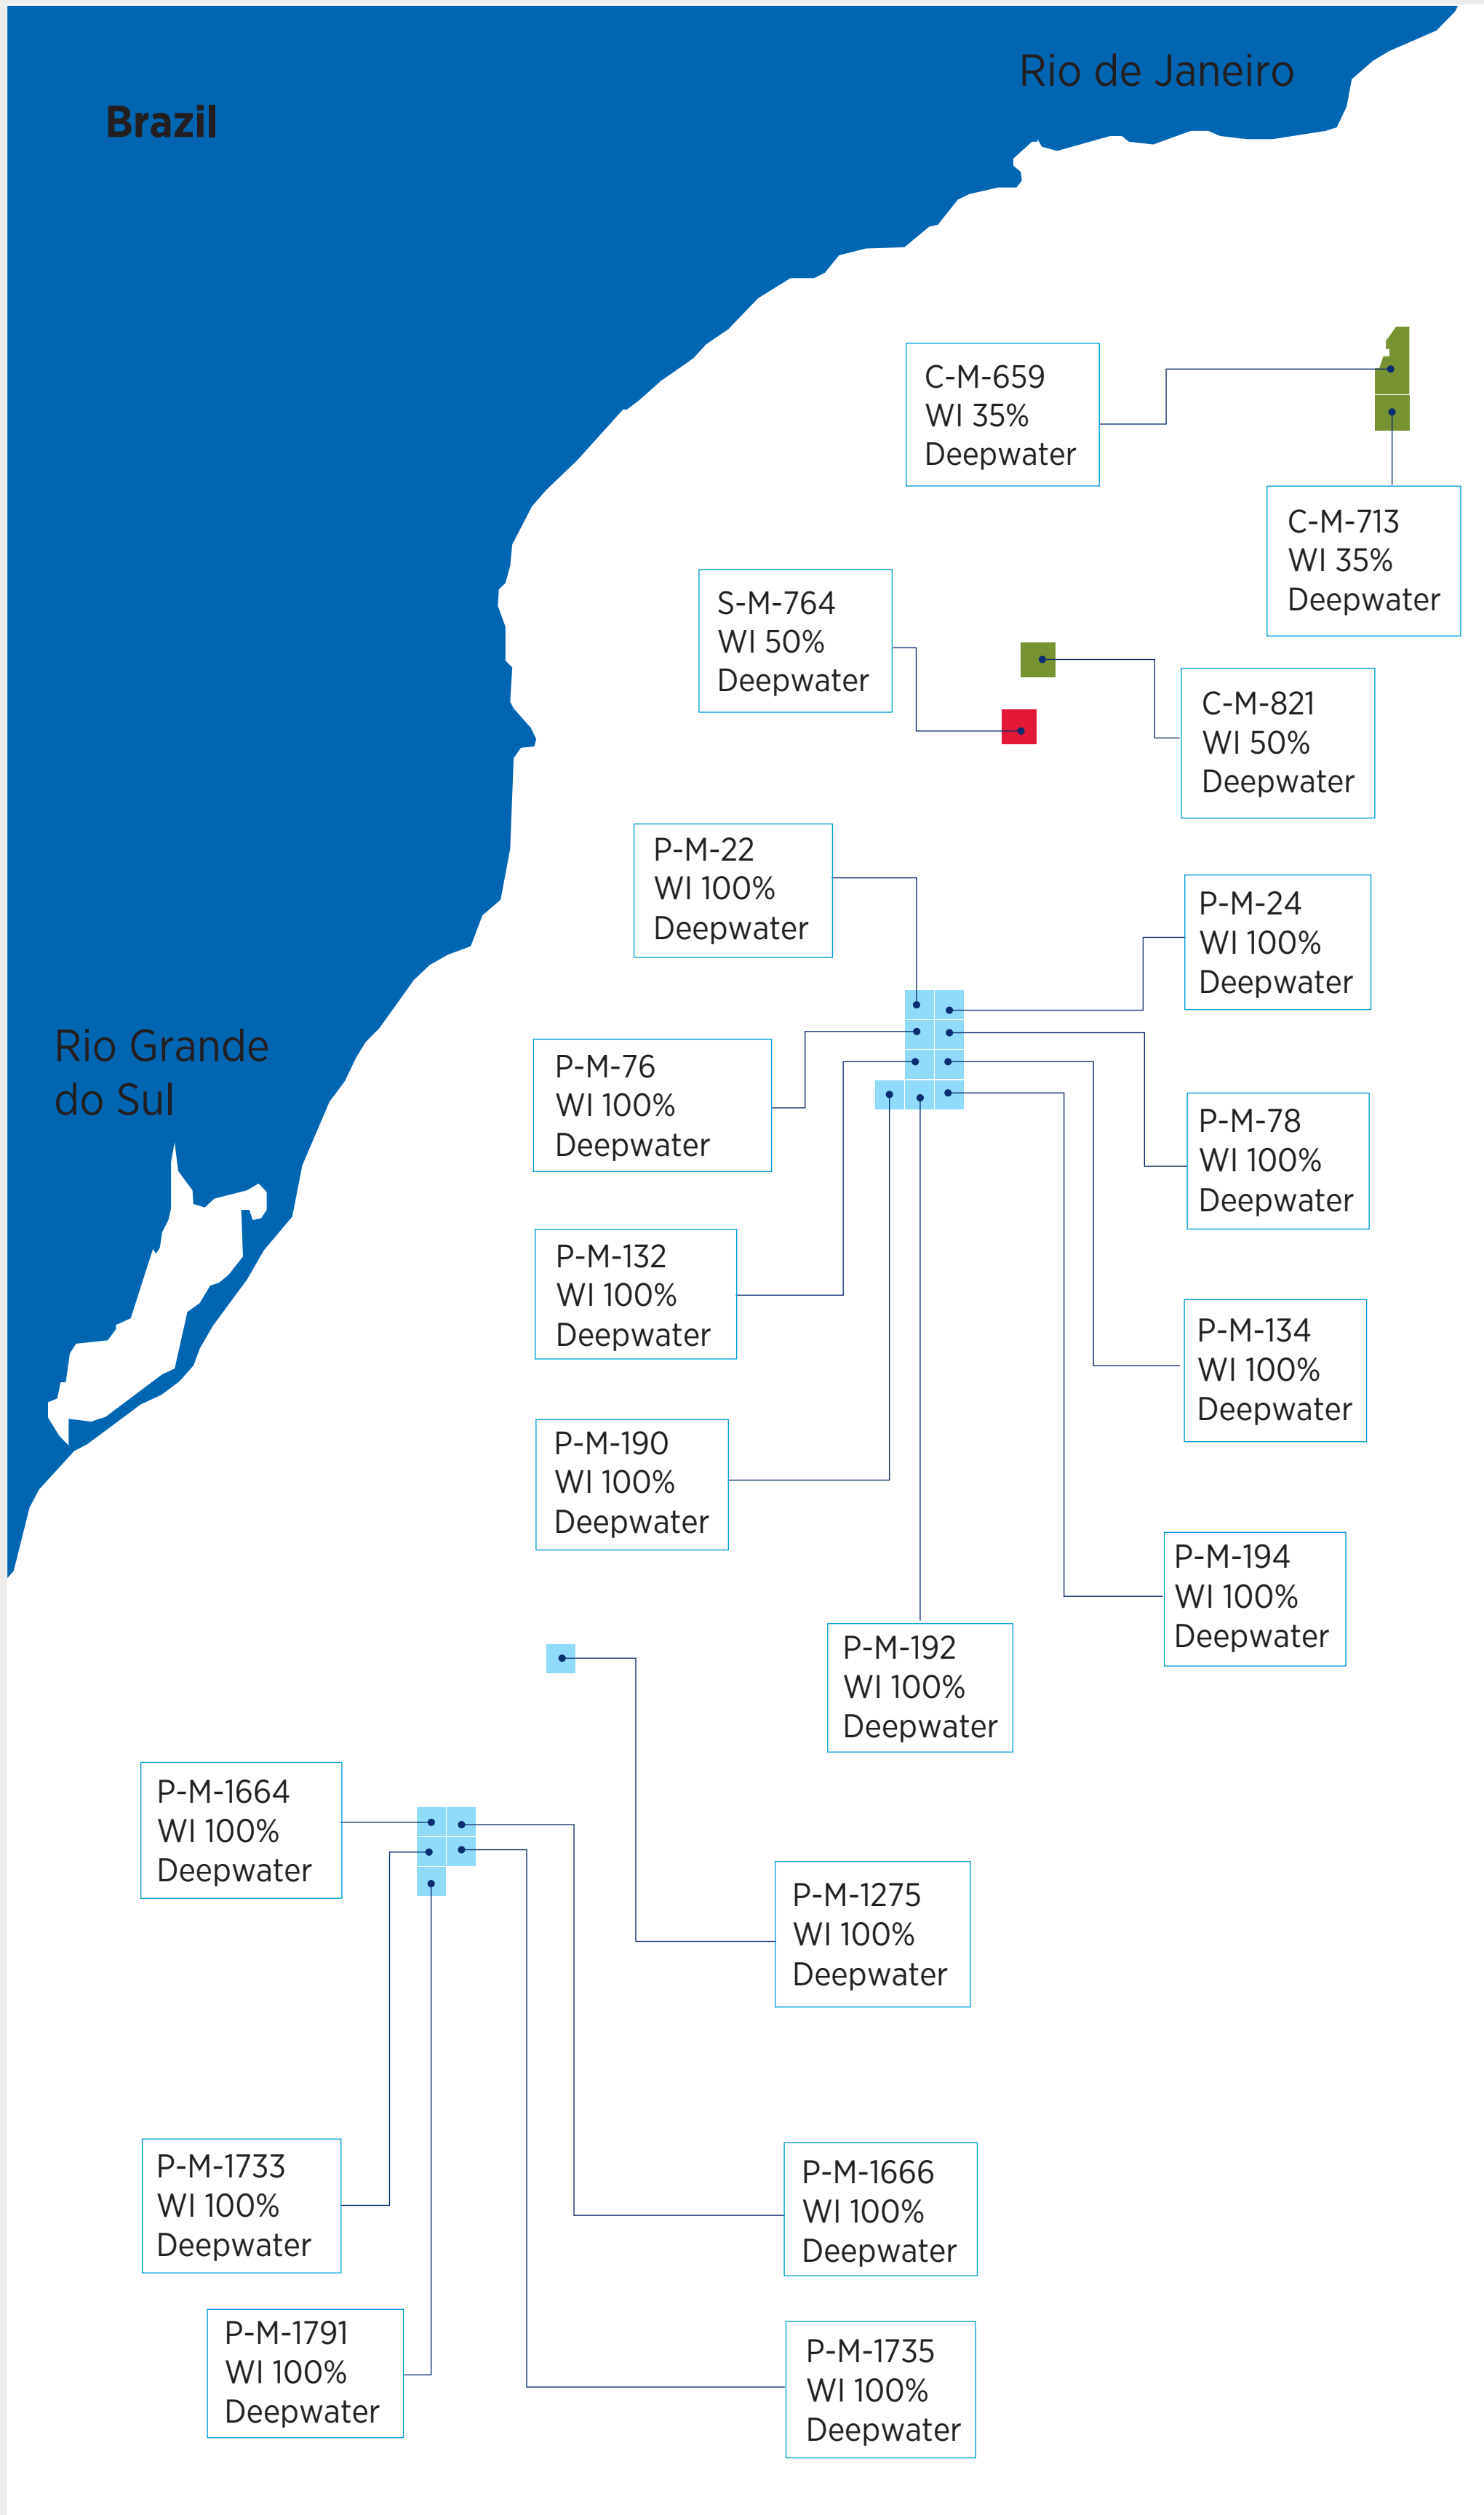 Rio de Janeiro
Brazil
C-M-659
WI 35%
Deepwater
C-M-713
WI 35%
Deepwater
S-M-764
WI 50%
Deepwater
C-M-821
WI 50%
Deepwater
P-M-22
WI 100%
Deepwater
P-M-24
WI 100%
Deepwater
Rio Grande
do Sul
P-M-76
WI 100%
Deepwater
P-M-78
WI 100%
Deepwater
P-M-132
WI 100%
Deepwater
P-M-134
WI 100%
Deepwater
P-M-190
WI 100%
Deepwater
P-M-194
WI 100%
Deepwater
P-M-192
WI 100%
Deepwater
P-M-1664
WI 100%
Deepwater
P-M-1275
WI 100%
Deepwater
P-M-1733
WI 100%
Deepwater
P-M-1666
WI 100%
Deepwater
P-M-1791
WI 100%
Deepwater
P-M-1735
WI 100%
Deepwater